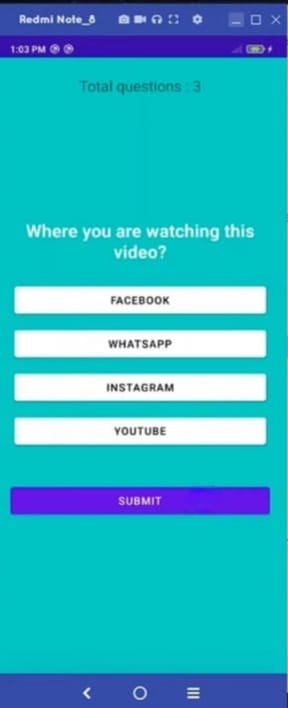 Redmi Note_8
1:03 PM
Total questions : 3
Where you are watching this
video?
FACEBOOK
WHATSAPP
INSTAGRAM
YOUTUBE
SUBMIT